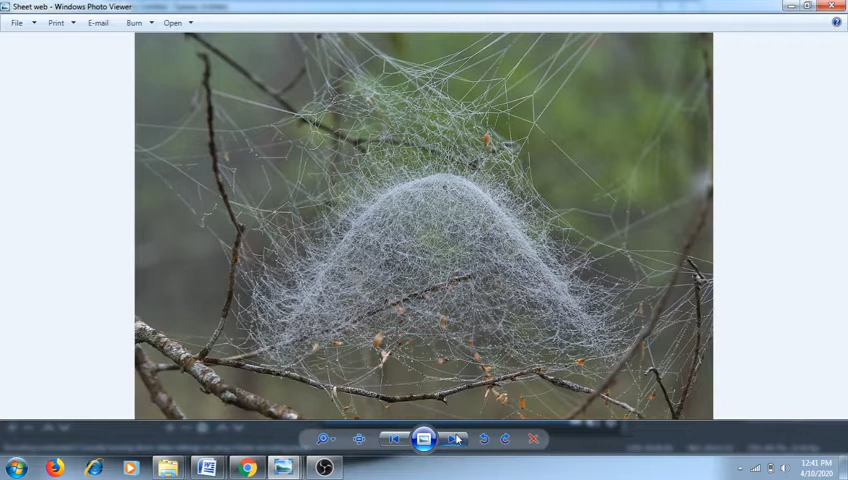 Sheet web - Windows Photo Viewer
File Print E-mail Burn Open
12:41 PM
4/10/2020